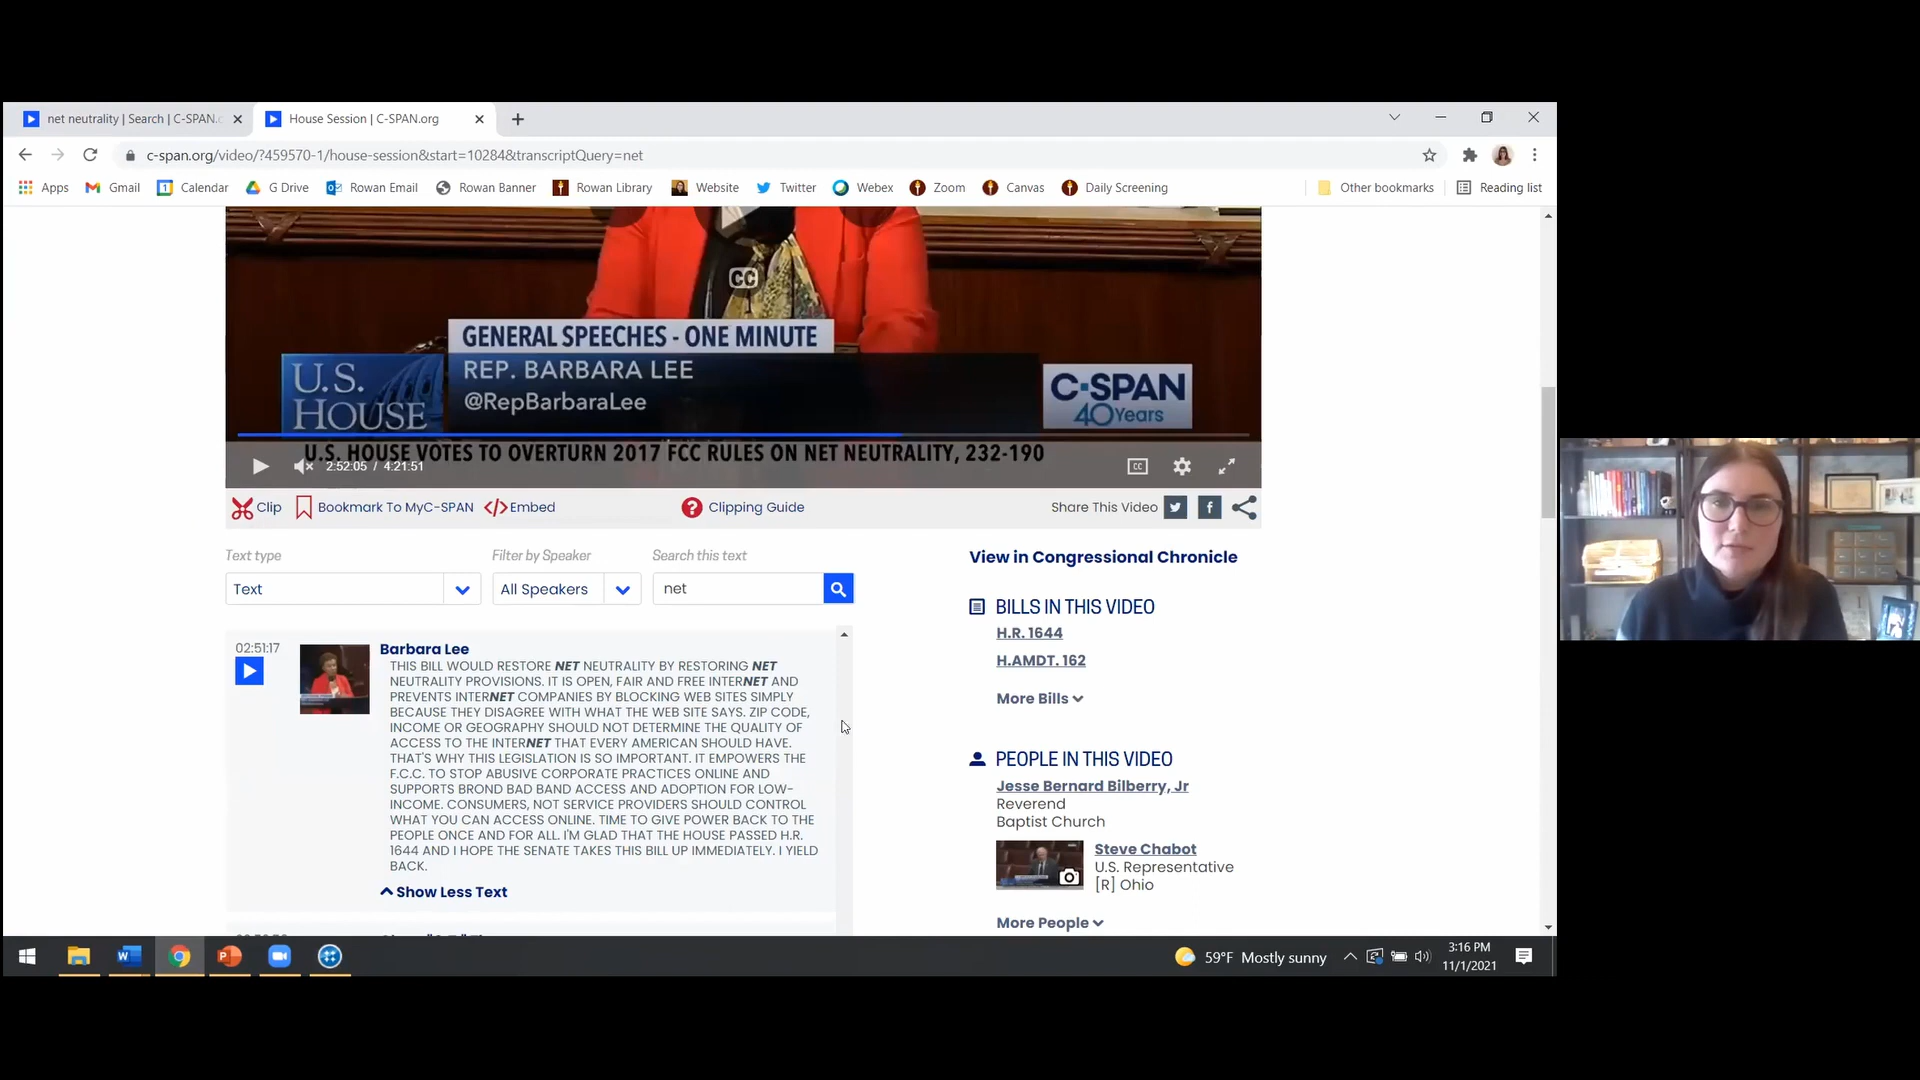 net neutrality | Search | C-SPAN.o
House Session | C-SPAN.org
c-span.org/video/?459570-1/house-session&start=10284&transcriptQuery=net
Apps Gmail Calendar G Drive Rowan Email Rowan Banner Rowan Library Website Twitter Webex Zoom Canvas Daily Screening Other bookmarks Reading list
CC
GENERAL SPEECHES - ONE MINUTE
U.S. HOUSE
REP. BARBARA LEE
@RepBarbaraLee
C-SPAN
40 Years
U.S. HOUSE VOTES TO OVERTURN 2017 FCC RULES ON NET NEUTRALITY, 232-190
2:52:05 / 4:21:51
CC
Clip Bookmark To MyC-SPAN Embed Clipping Guide Share This Video
Text type Filter by Speaker Search this text
Text All Speakers net
02:51:17
Barbara Lee
THIS BILL WOULD RESTORE NET NEUTRALITY BY RESTORING NET
NEUTRALITY PROVISIONS. IT IS OPEN, FAIR AND FREE INTERNET AND
PREVENTS INTERNET COMPANIES BY BLOCKING WEB SITES SIMPLY
BECAUSE THEY DISAGREE WITH WHAT THE WEB SITE SAYS. ZIP CODE,
INCOME OR GEOGRAPHY SHOULD NOT DETERMINE THE QUALITY OF
ACCESS TO THE INTERNET THAT EVERY AMERICAN SHOULD HAVE.
THAT'S WHY THIS LEGISLATION IS SO IMPORTANT. IT EMPOWERS THE
F.C.C. TO STOP ABUSIVE CORPORATE PRACTICES ONLINE AND
SUPPORTS BROND BAD BAND ACCESS AND ADOPTION FOR LOW-
INCOME. CONSUMERS, NOT SERVICE PROVIDERS SHOULD CONTROL
WHAT YOU CAN ACCESS ONLINE. TIME TO GIVE POWER BACK TO THE
PEOPLE ONCE AND FOR ALL. I'M GLAD THAT THE HOUSE PASSED H.R.
1644 AND I HOPE THE SENATE TAKES THIS BILL UP IMMEDIATELY. I YIELD
BACK.
Show Less Text
View in Congressional Chronicle
BILLS IN THIS VIDEO
H.R. 1644
H.AMDT. 162
More Bills
PEOPLE IN THIS VIDEO
Jesse Bernard Bilberry, Jr
Reverend
Baptist Church
Steve Chabot
U.S. Representative
[R] Ohio
More People
59°F Mostly sunny
3:16 PM
11/1/2021